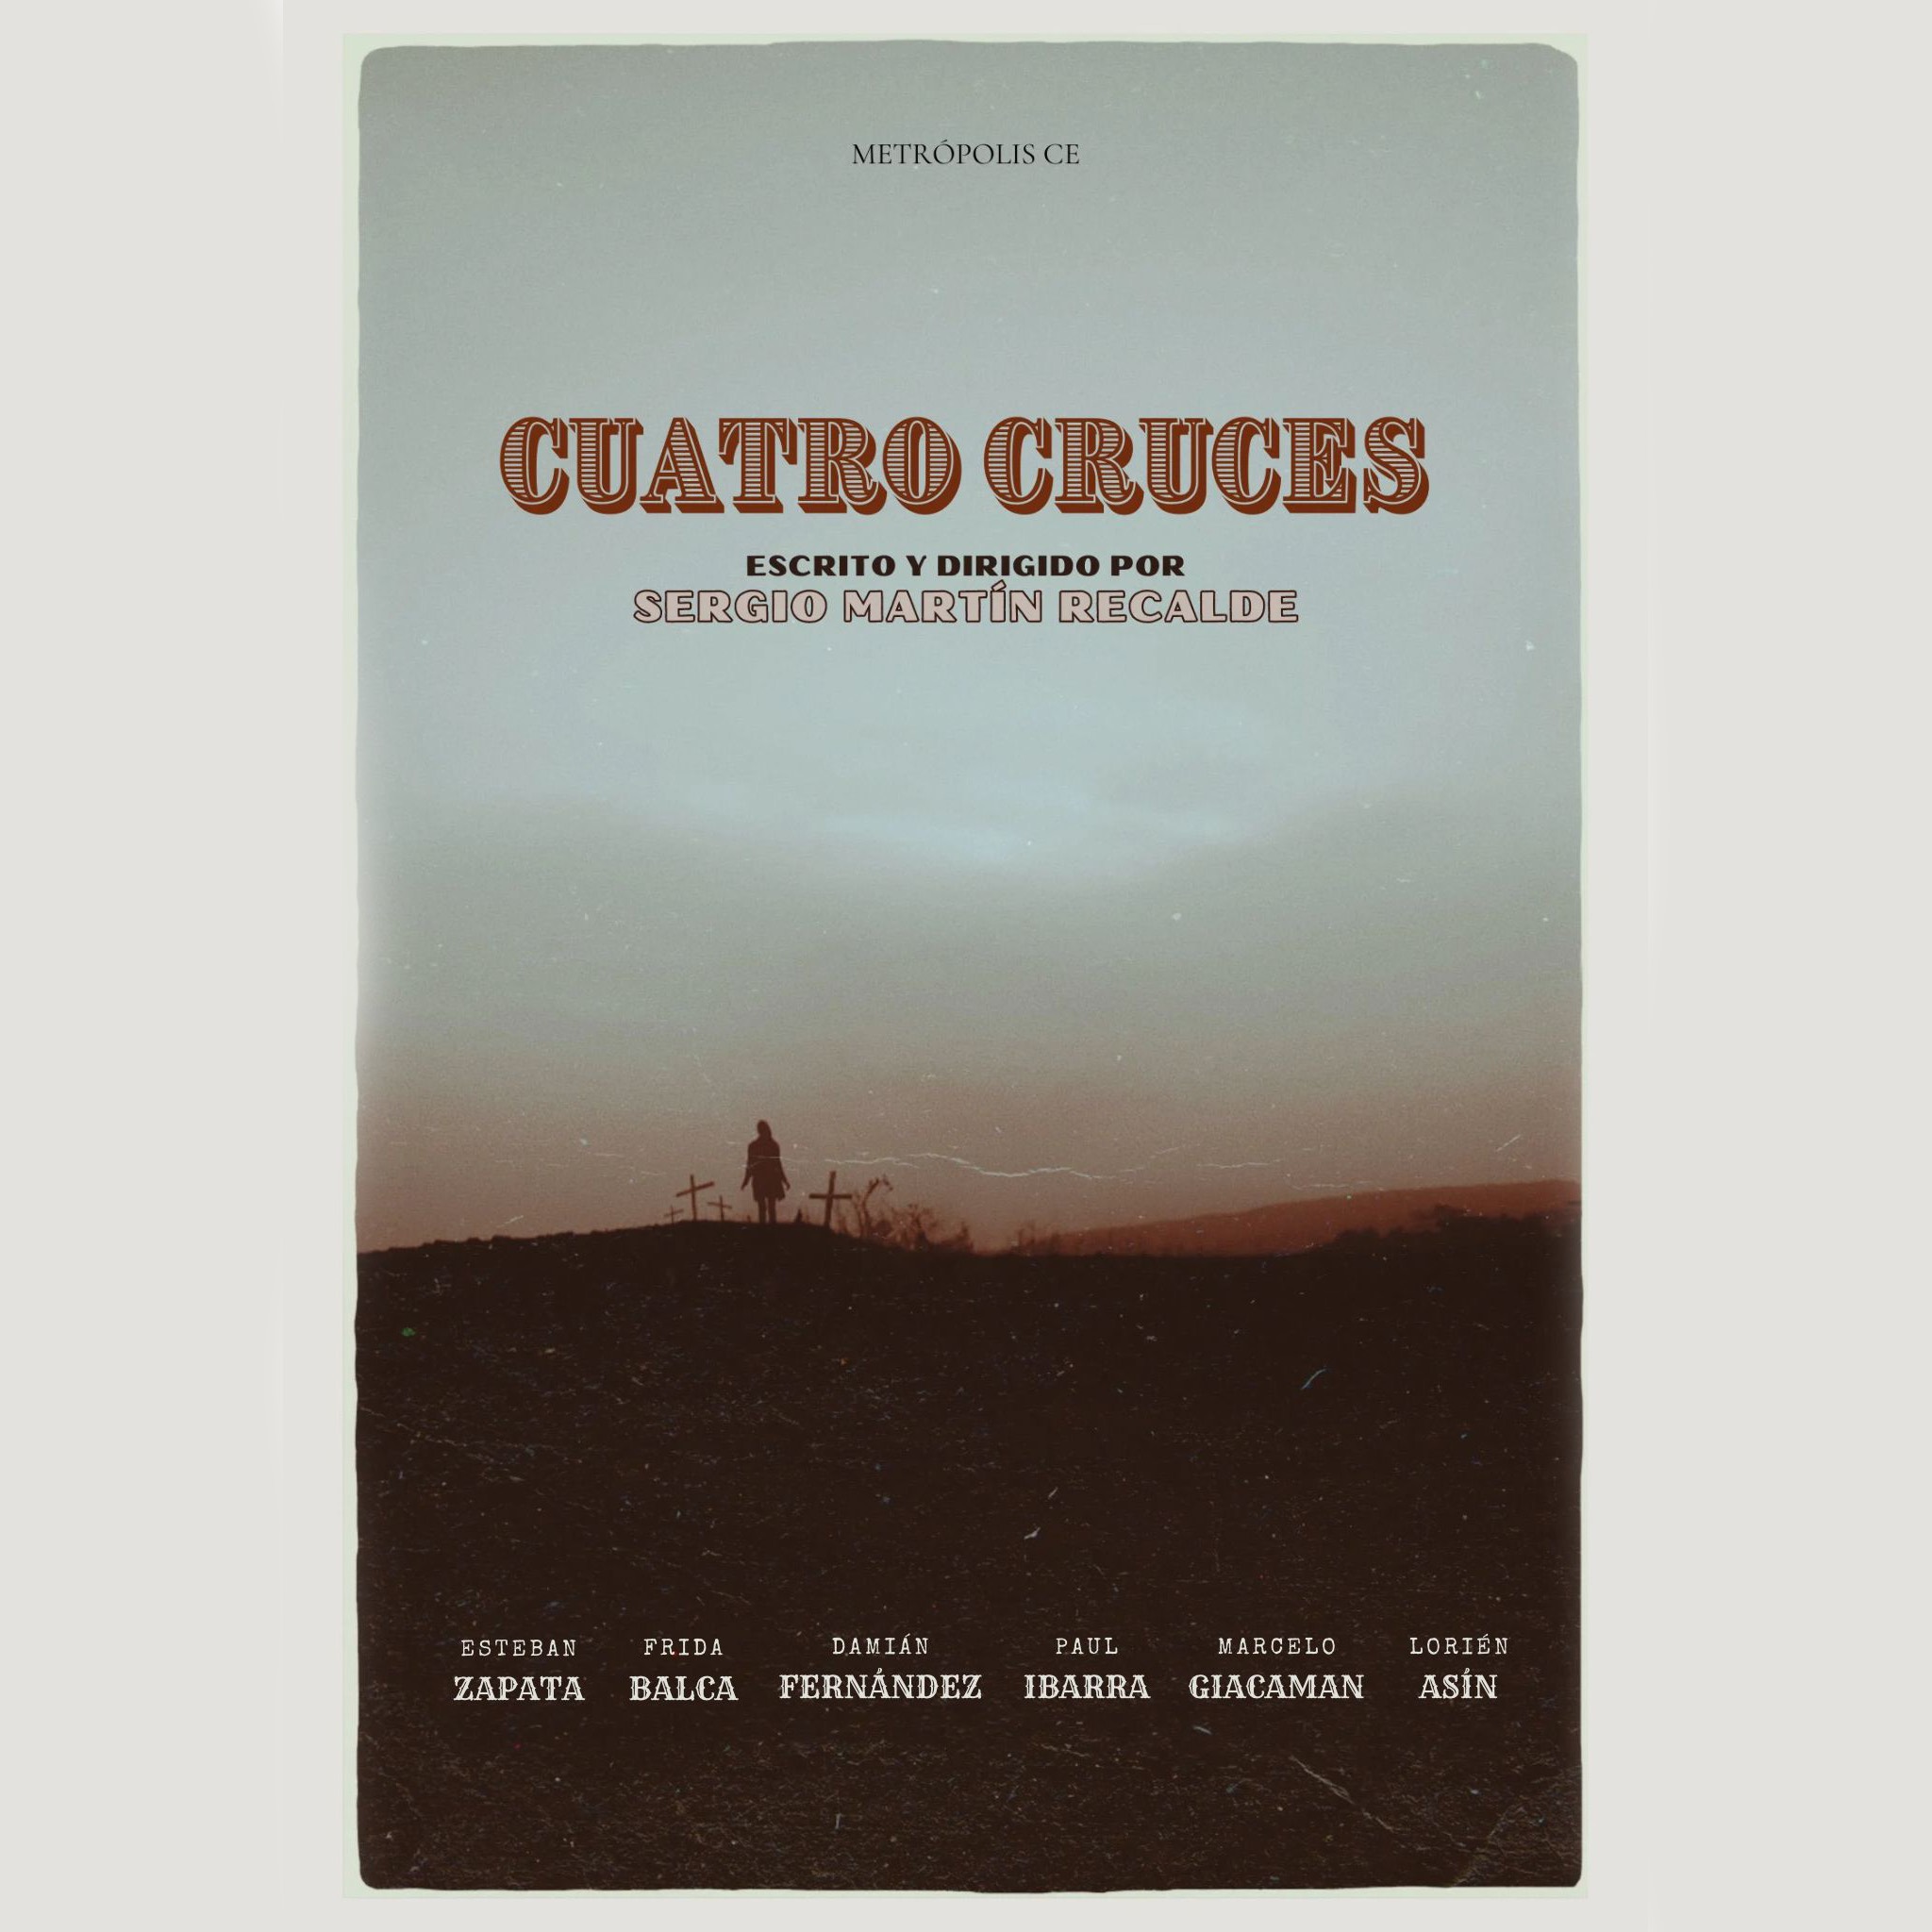 METRÓPOLIS CE
CUATRO CRUCES
ESCRITO Y DIRIGIDO POR
SERGIO MARTÍN RECALDE
ESTEBAN ZAPATA
FRIDA BALCA
DAMIÁN FERNÁNDEZ
PAUL IBARRA
MARCELO GIACAMAN
LORIÉN ASÍN